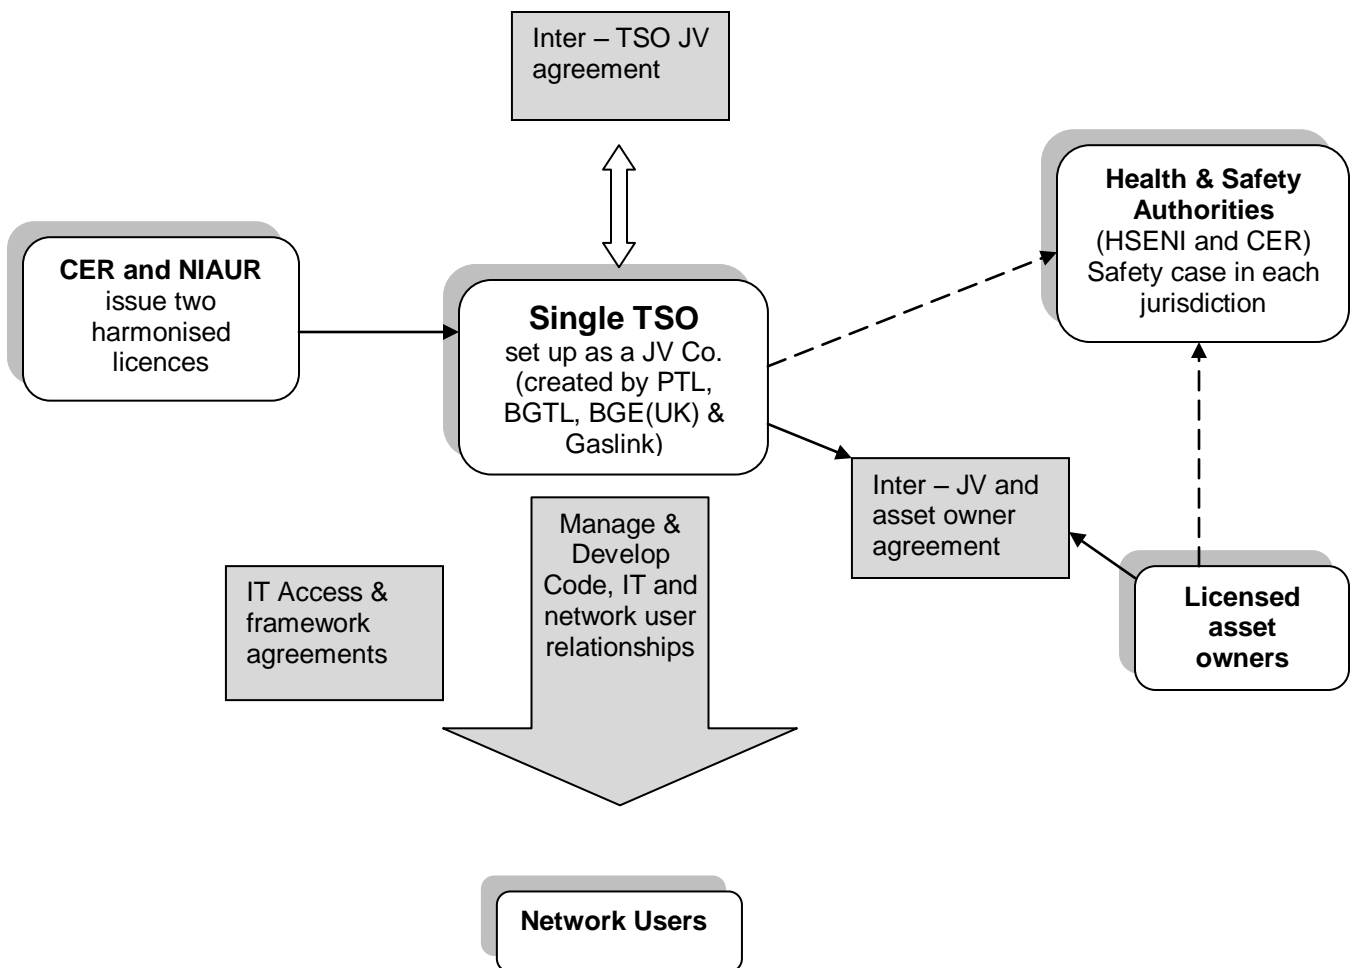 Inter – TSO JV
agreement
Health & Safety
Authorities
(HSENI and CER)
Safety case in each
jurisdiction
CER and NIAUR
issue two
harmonised
licences
Single TSO
set up as a JV Co.
(created by PTL,
BGTL, BGE(UK) &
Gaslink)
Inter – JV and
asset owner
agreement
Manage &
Develop
Code, IT and
network user
relationships
IT Access &
framework
agreements
Licensed
asset
owners
Network Users